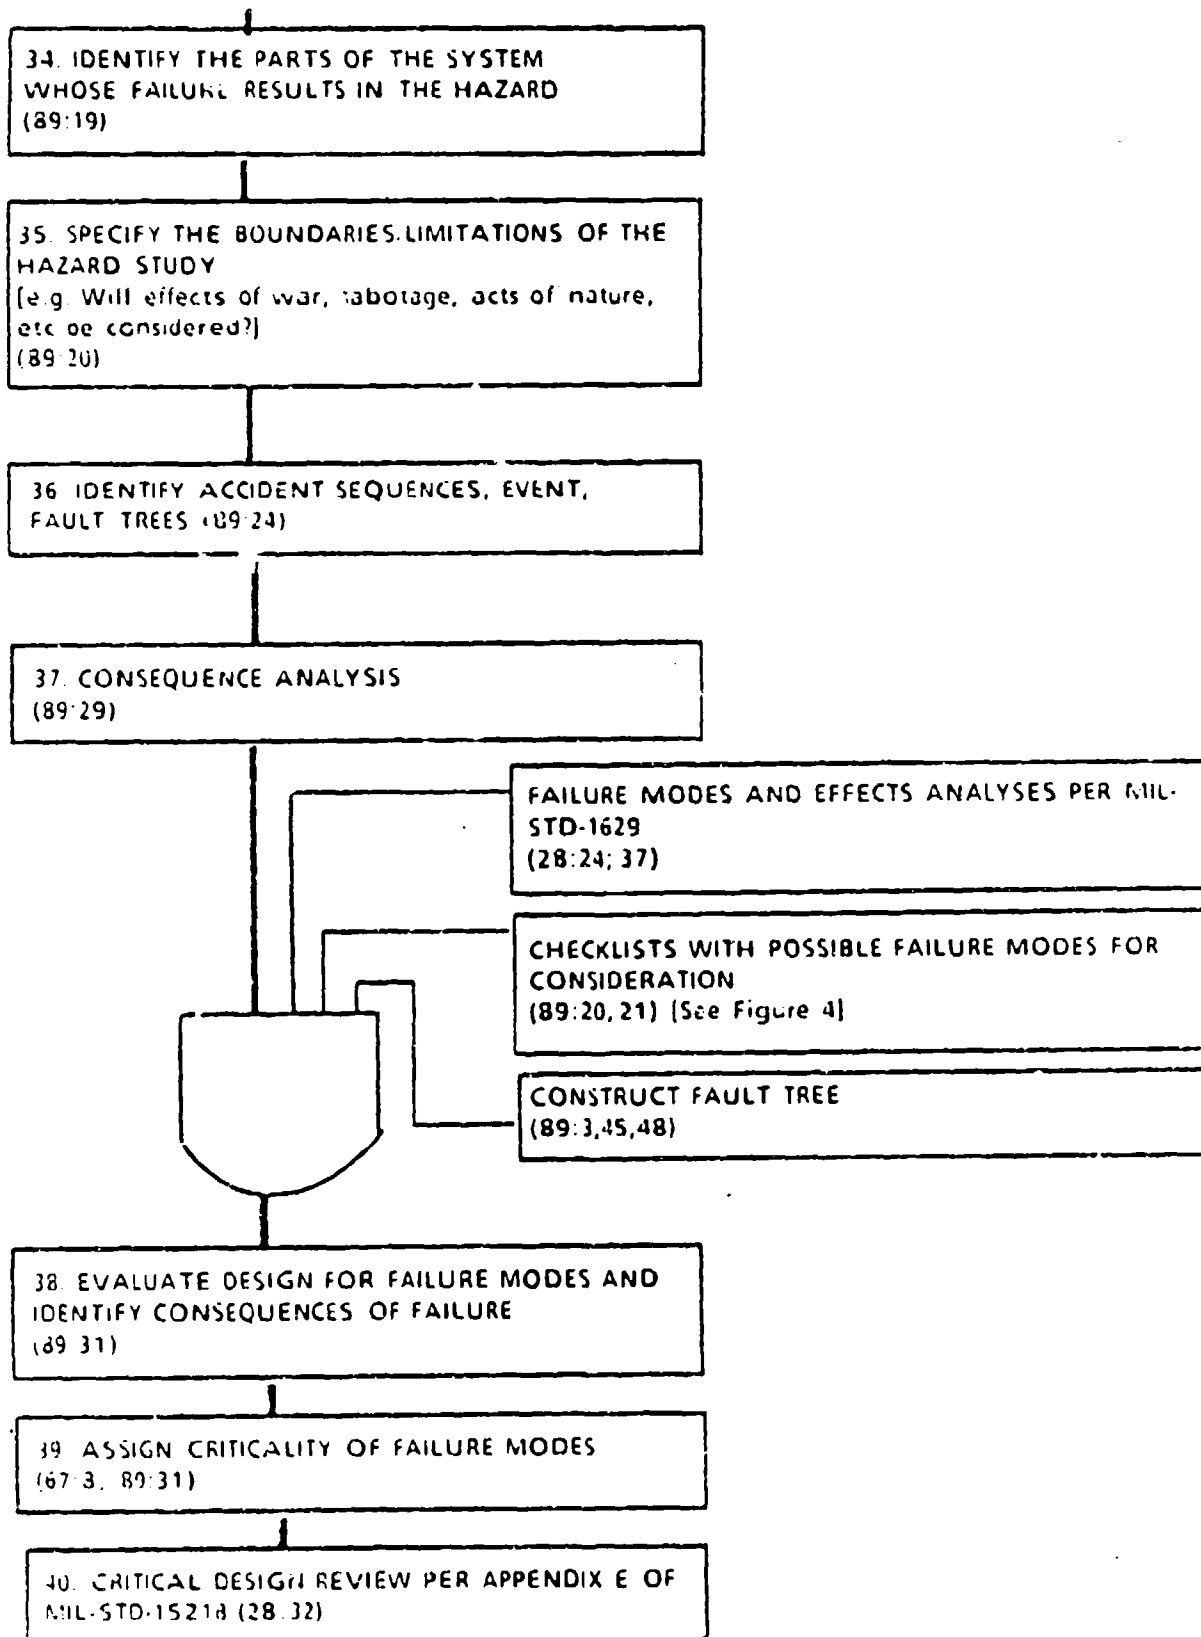 34. IDENTIFY THE PARTS OF THE SYSTEM
WHOSE FAILURE RESULTS IN THE HAZARD
(89:19)
35. SPECIFY THE BOUNDARIES.LIMITATIONS OF THE
HAZARD STUDY
[e.g. Will effects of war, sabotage, acts of nature,
etc be considered?]
(89:20)
36 IDENTIFY ACCIDENT SEQUENCES, EVENT,
FAULT TREES (89:24)
37. CONSEQUENCE ANALYSIS
(89:29)
FAILURE MODES AND EFFECTS ANALYSES PER MIL-
STD-1629
(28:24; 37)
CHECKLISTS WITH POSSIBLE FAILURE MODES FOR
CONSIDERATION
(89:20,21) [See Figure 4]
CONSTRUCT FAULT TREE
(89:3,45,48)
38. EVALUATE DESIGN FOR FAILURE MODES AND
IDENTIFY CONSEQUENCES OF FAILURE
(89 31)
39 ASSIGN CRITICALITY OF FAILURE MODES
(67:3, 89:31)
40. CRITICAL DESIGN REVIEW PER APPENDIX E OF
MIL-STD-1521B (28.32)